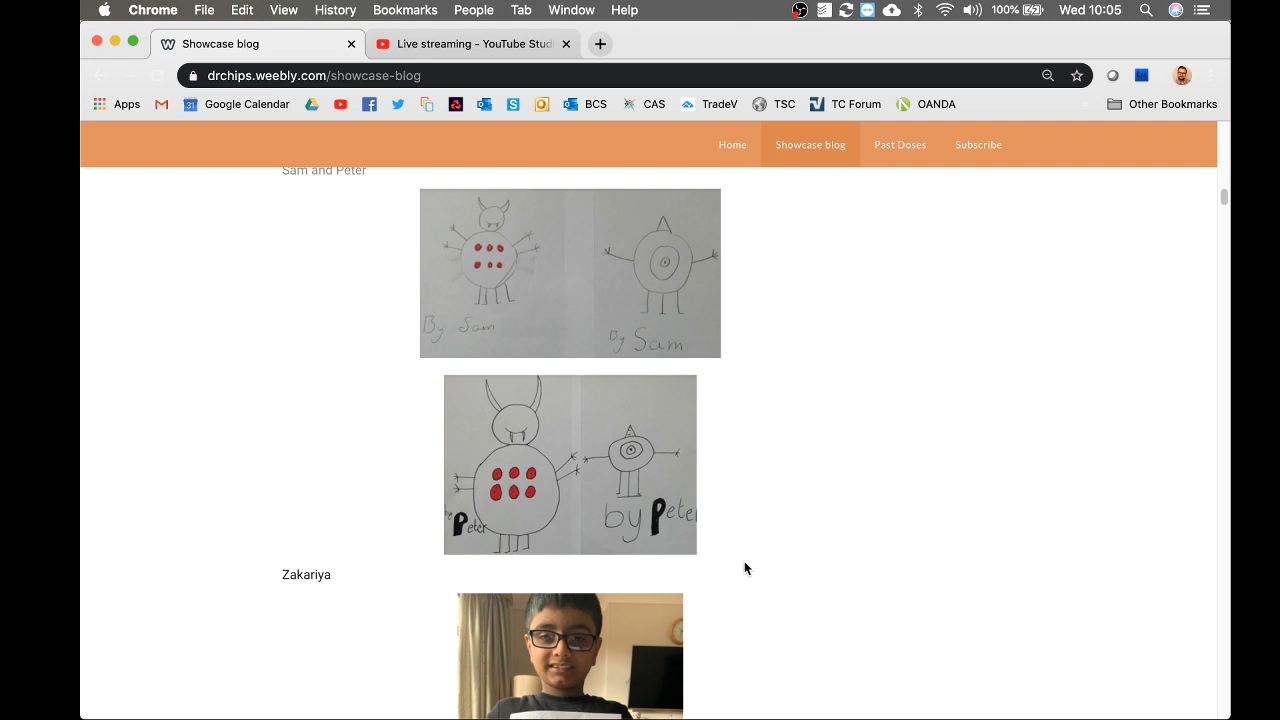 Chrome File Edit View History Bookmarks People Tab Window Help 100% Wed 10:05
Showcase blog Live streaming - YouTube Stud
drchips.weebly.com/showcase-blog
Apps Google Calendar BCS CAS TradeV TSC TC Forum OANDA Other Bookmarks
Home Showcase blog Past Doses Subscribe
Sam and Peter
By Sam By Sam
by Peter by Peter
Zakariya